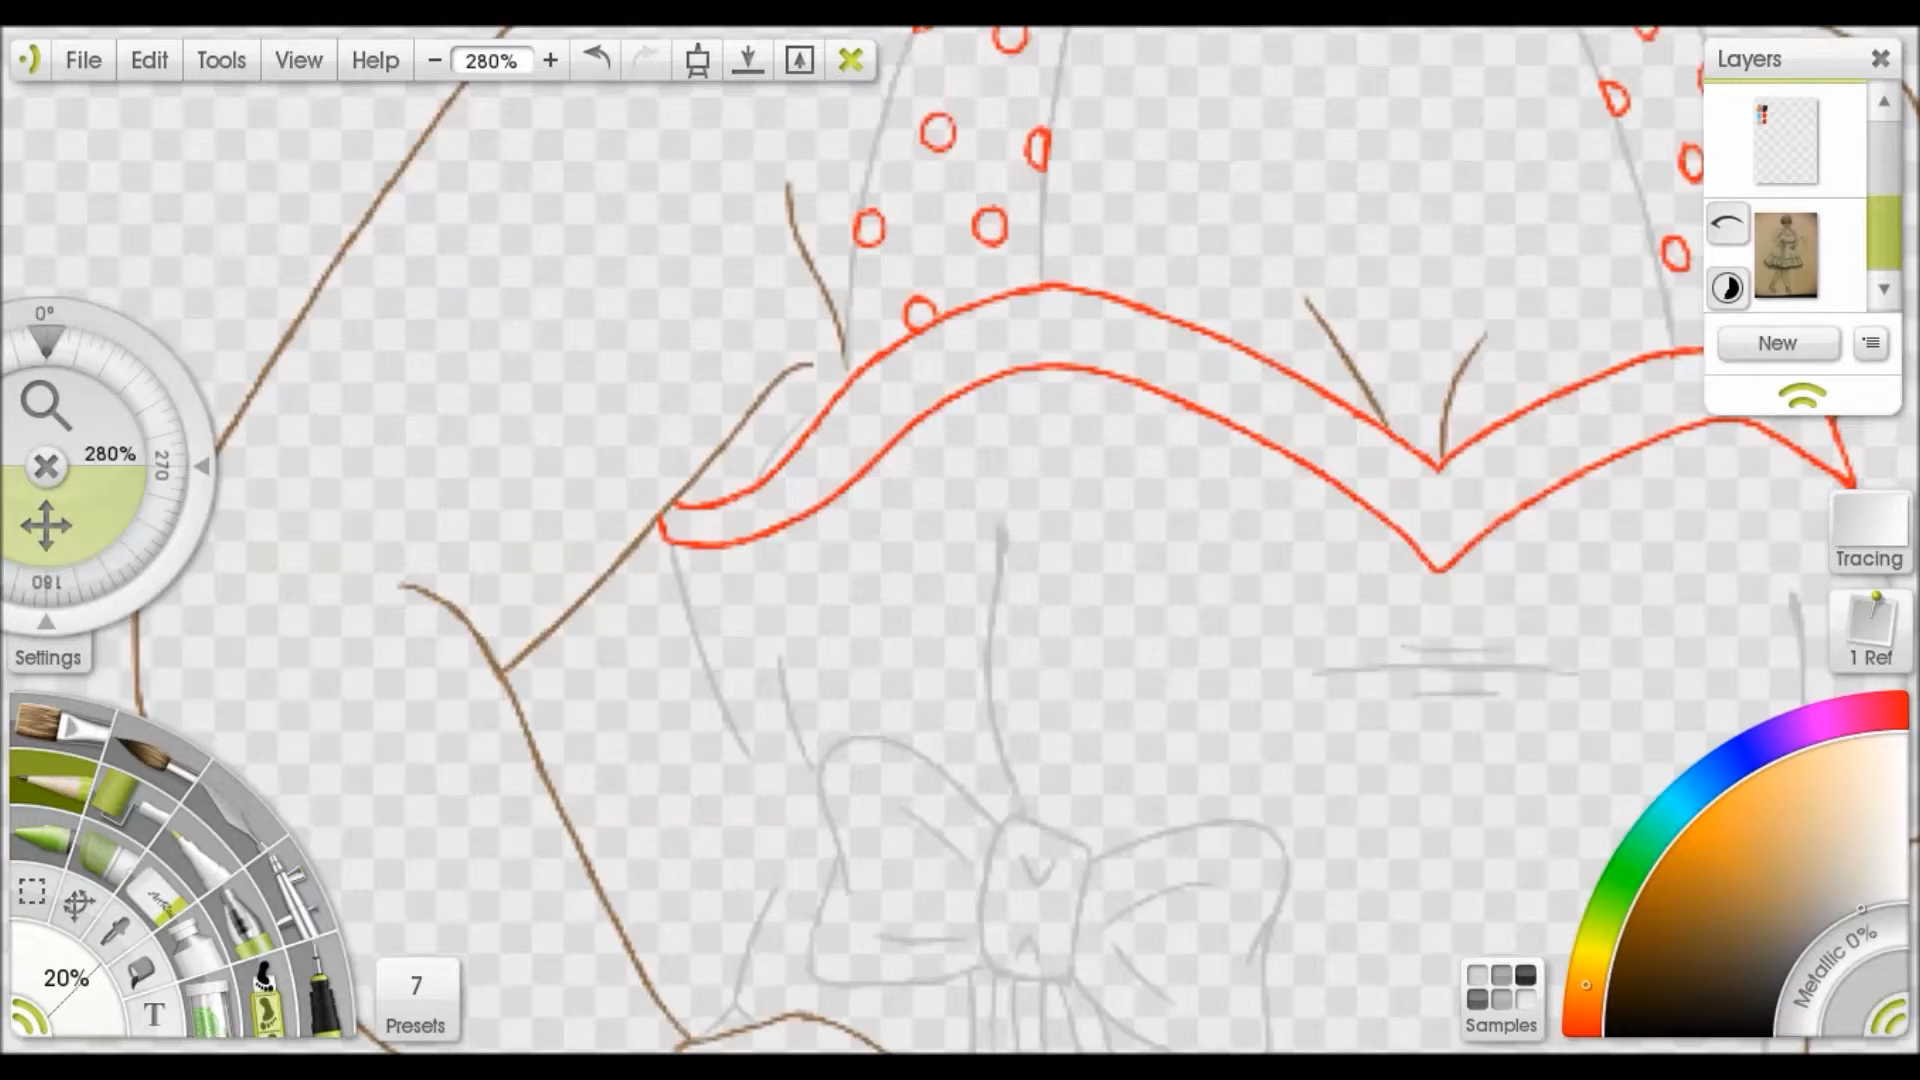 File Edit Tools View Help − 280% +
Layers
0°
280%
270
180
New
Tracing
Settings
1 Ref
20%
T
7
Presets
Metallic 0%
Samples